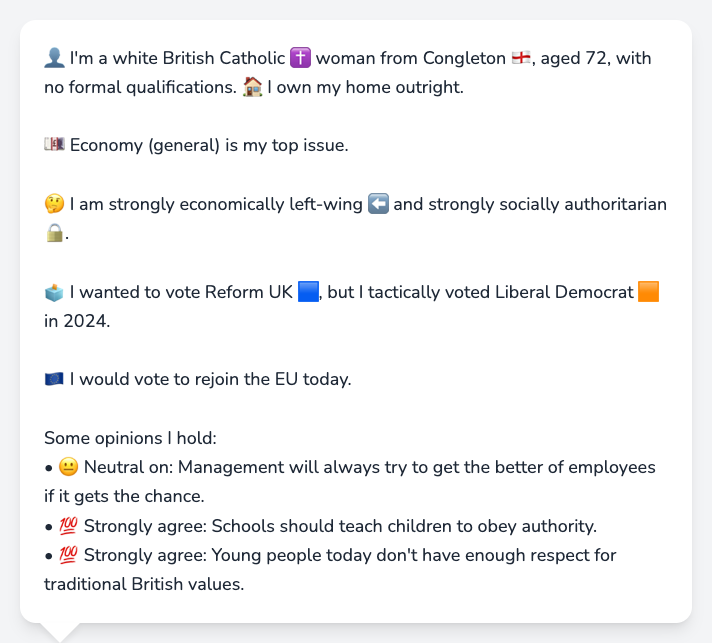 👤 I'm a white British Catholic ✝️ woman from Congleton 🏴󠁧󠁢󠁥󠁮󠁧󠁿, aged 72, with
no formal qualifications. 🏠 I own my home outright.
💷 Economy (general) is my top issue.
🤔 I am strongly economically left-wing ⬅️ and strongly socially authoritarian
🔒.
🗳️ I wanted to vote Reform UK 🟦, but I tactically voted Liberal Democrat 🟧
in 2024.
🇪🇺 I would vote to rejoin the EU today.
Some opinions I hold:
• 😐 Neutral on: Management will always try to get the better of employees
if it gets the chance.
• 💯 Strongly agree: Schools should teach children to obey authority.
• 💯 Strongly agree: Young people today don't have enough respect for
traditional British values.